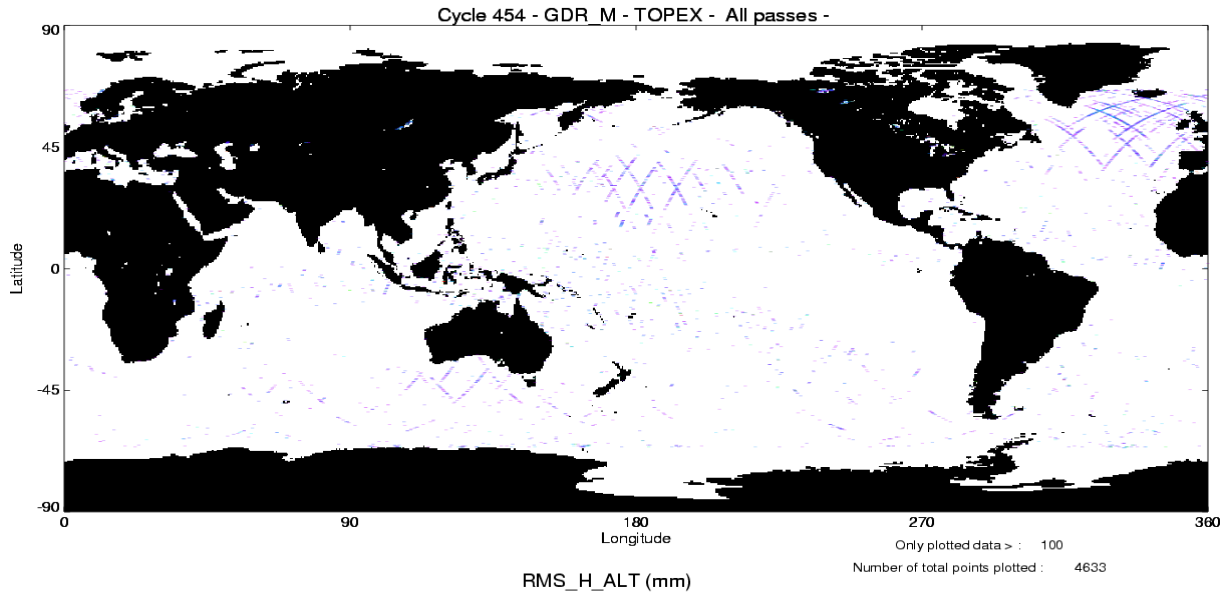 Cycle 454 - GDR_M - TOPEX - All passes -
90
45
0
-45
-90
Latitude
0 90 180 270 360
Longitude
Only plotted data > : 100
Number of total points plotted : 4633
RMS_H_ALT (mm)